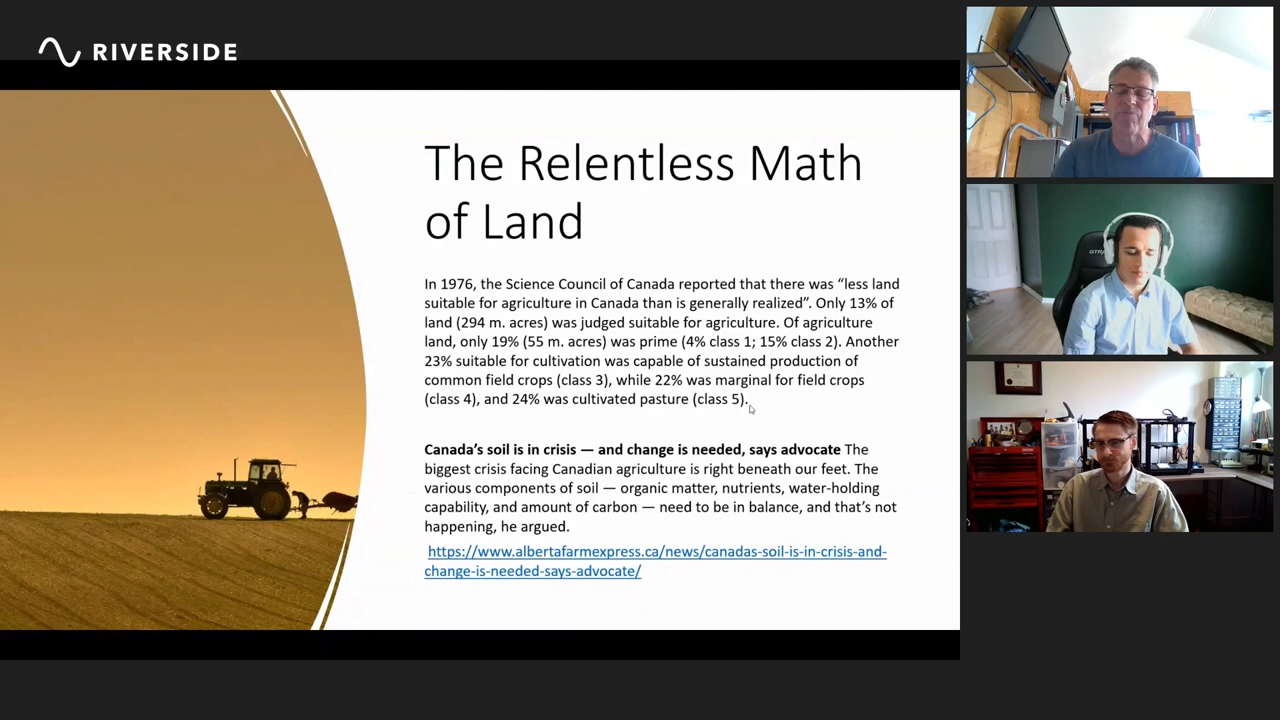 RIVERSIDE
The Relentless Math
of Land
In 1976, the Science Council of Canada reported that there was “less land
suitable for agriculture in Canada than is generally realized”. Only 13% of
land (294 m. acres) was judged suitable for agriculture. Of agriculture
land, only 19% (55 m. acres) was prime (4% class 1; 15% class 2). Another
23% suitable for cultivation was capable of sustained production of
common field crops (class 3), while 22% was marginal for field crops
(class 4), and 24% was cultivated pasture (class 5).
Canada’s soil is in crisis — and change is needed, says advocate The
biggest crisis facing Canadian agriculture is right beneath our feet. The
various components of soil — organic matter, nutrients, water-holding
capability, and amount of carbon — need to be in balance, and that’s not
happening, he argued.
https://www.albertafarmexpress.ca/news/canadas-soil-is-in-crisis-and-
change-is-needed-says-advocate/